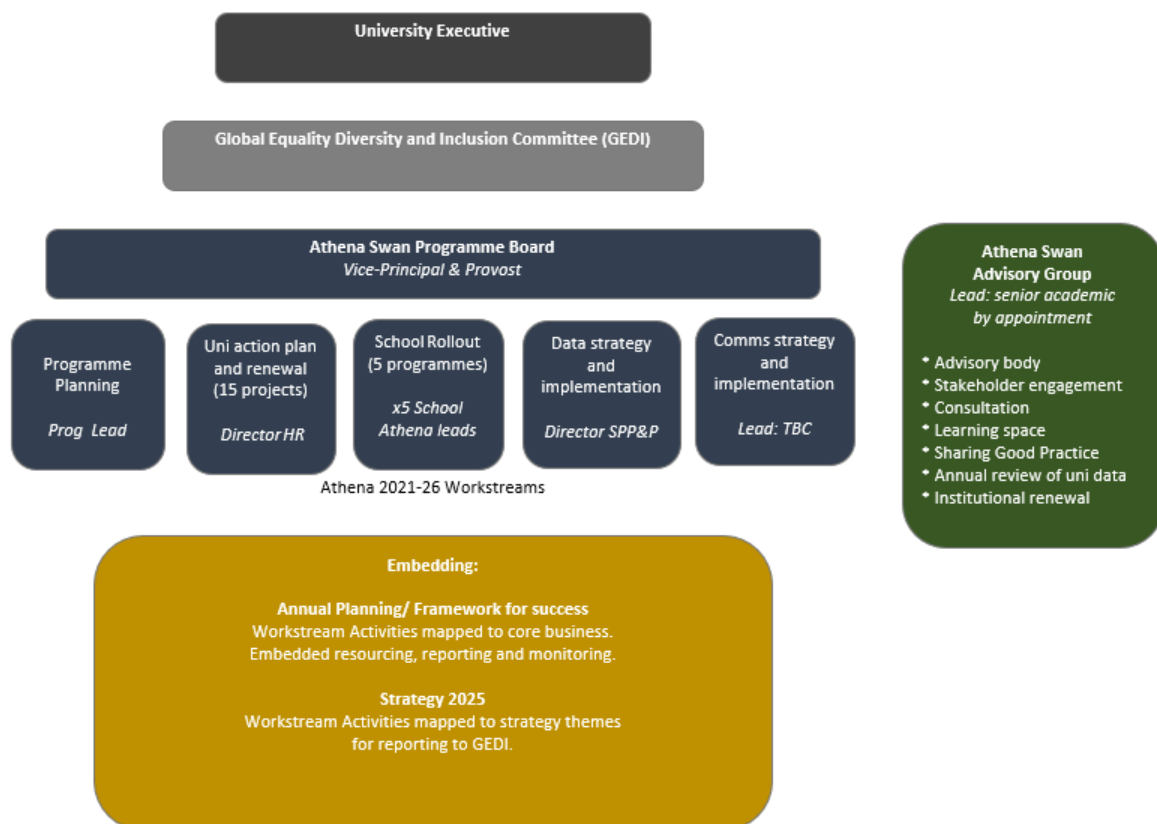 University Executive
Global Equality Diversity and Inclusion Committee (GEDI)
Athena Swan Programme Board
Vice-Principal & Provost
Programme
Planning
Prog Lead
Uni action plan
and renewal
(15 projects)
Director HR
School Rollout
(5 programmes)
x5 School
Athena leads
Data strategy
and
implementation
Director SPP&P
Comms strategy
and
implementation
Lead: TBC
Athena 2021-26 Workstreams
Athena Swan
Advisory Group
Lead: senior academic
by appointment
* Advisory body
* Stakeholder engagement
* Consultation
* Learning space
* Sharing Good Practice
* Annual review of uni data
* Institutional renewal
Embedding:
Annual Planning/ Framework for success
Workstream Activities mapped to core business.
Embedded resourcing, reporting and monitoring.
Strategy 2025
Workstream Activities mapped to strategy themes
for reporting to GEDI.